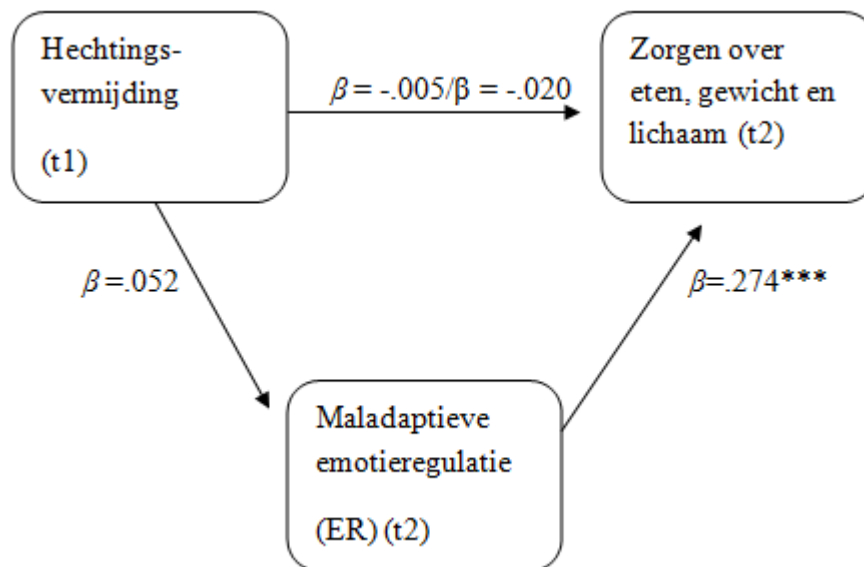 Hechtings-
vermijding
(t1)
β = -.005/β = -.020
Zorgen over
eten, gewicht en
lichaam (t2)
β =.052
β=.274***
Maladaptieve
emotieregulatie
(ER) (t2)